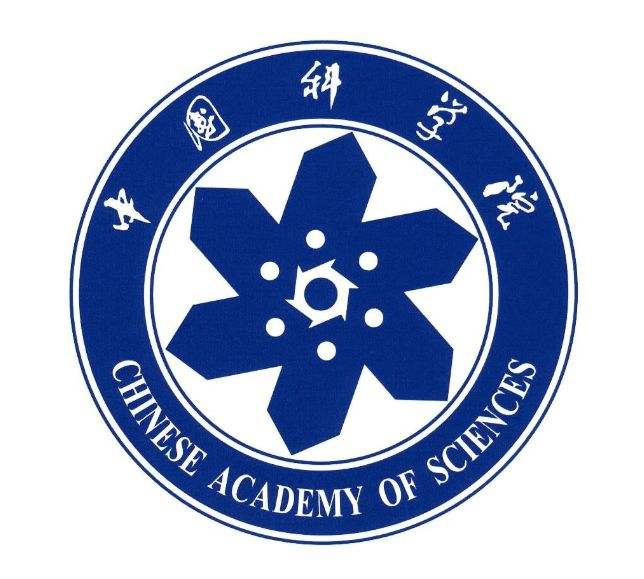 中国科学院
CHINESE ACADEMY OF SCIENCES